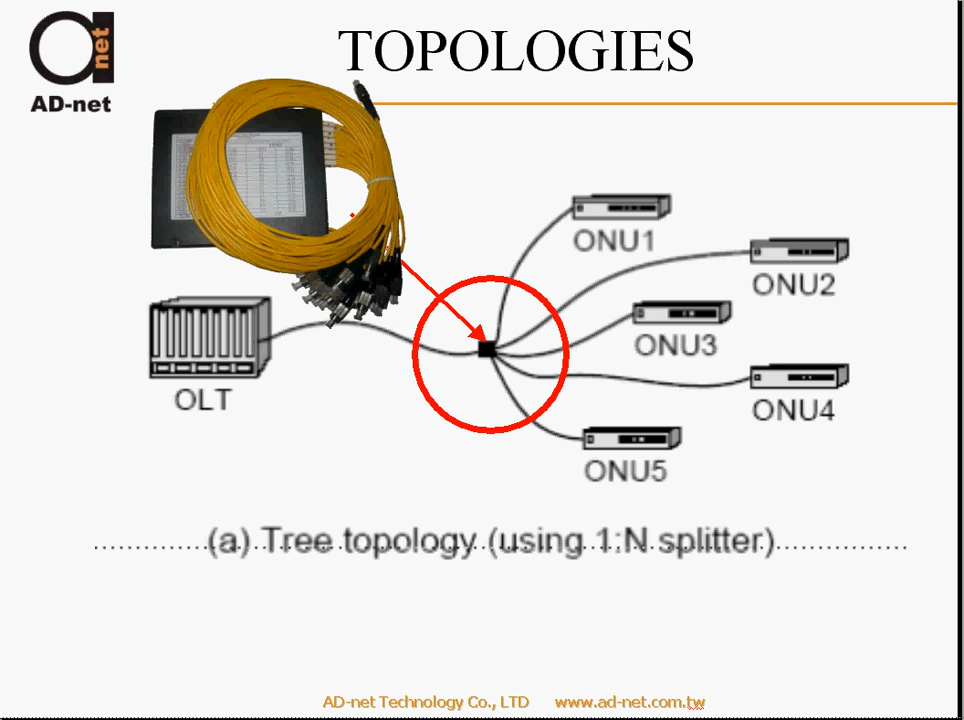 a net
AD-net
TOPOLOGIES
ONU1
ONU2
ONU3
OLT
ONU4
ONU5
(a) Tree topology (using 1:N splitter)
AD-net Technology Co., LTD www.ad-net.com.tw